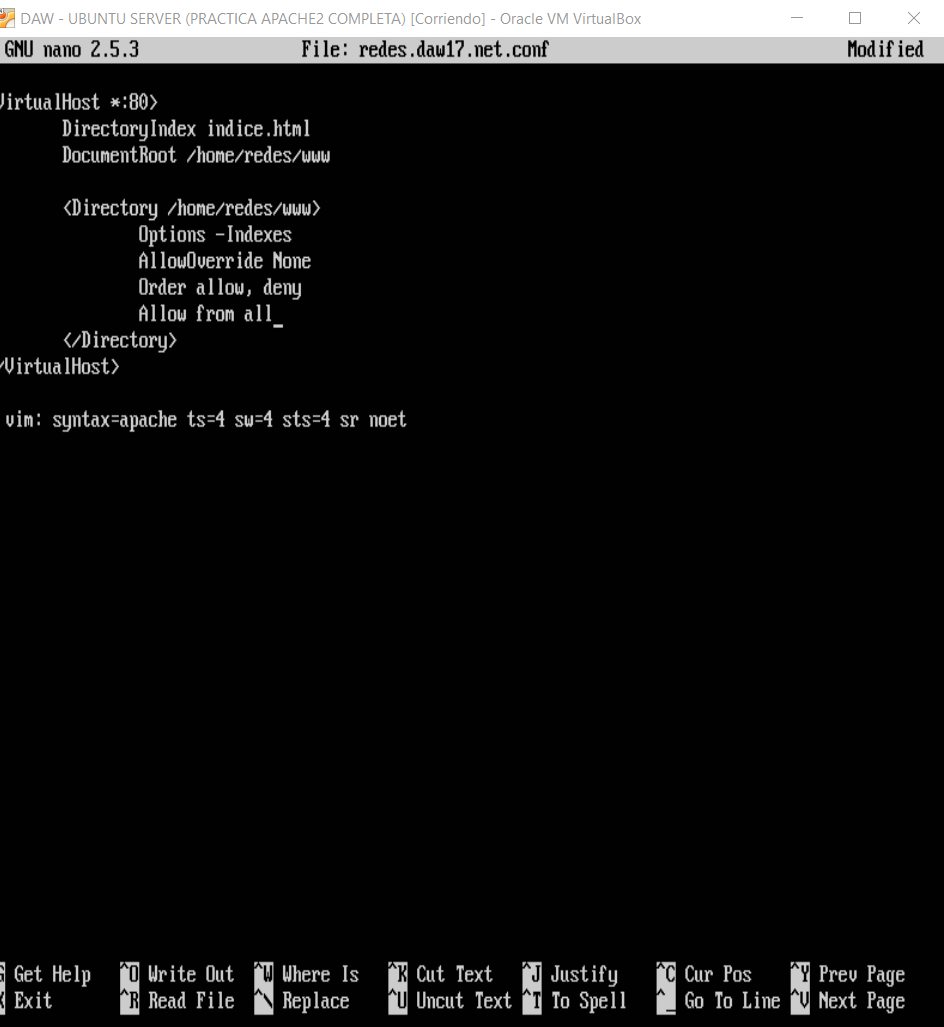 DAW - UBUNTU SERVER (PRACTICA APACHE2 COMPLETA) [Corriendo] - Oracle VM VirtualBox
GNU nano 2.5.3 File: redes.daw17.net.conf Modified
VirtualHost *:80>
DirectoryIndex indice.html
DocumentRoot /home/redes/www
<Directory /home/redes/www>
Options -Indexes
AllowOverride None
Order allow, deny
Allow from all_
</Directory>
/VirtualHost>
vim: syntax=apache ts=4 sw=4 sts=4 sr noet
G Get Help ^O Write Out ^W Where Is ^K Cut Text ^J Justify ^C Cur Pos ^Y Prev Page
X Exit ^R Read File ^\ Replace ^U Uncut Text ^T To Spell ^_ Go To Line ^V Next Page